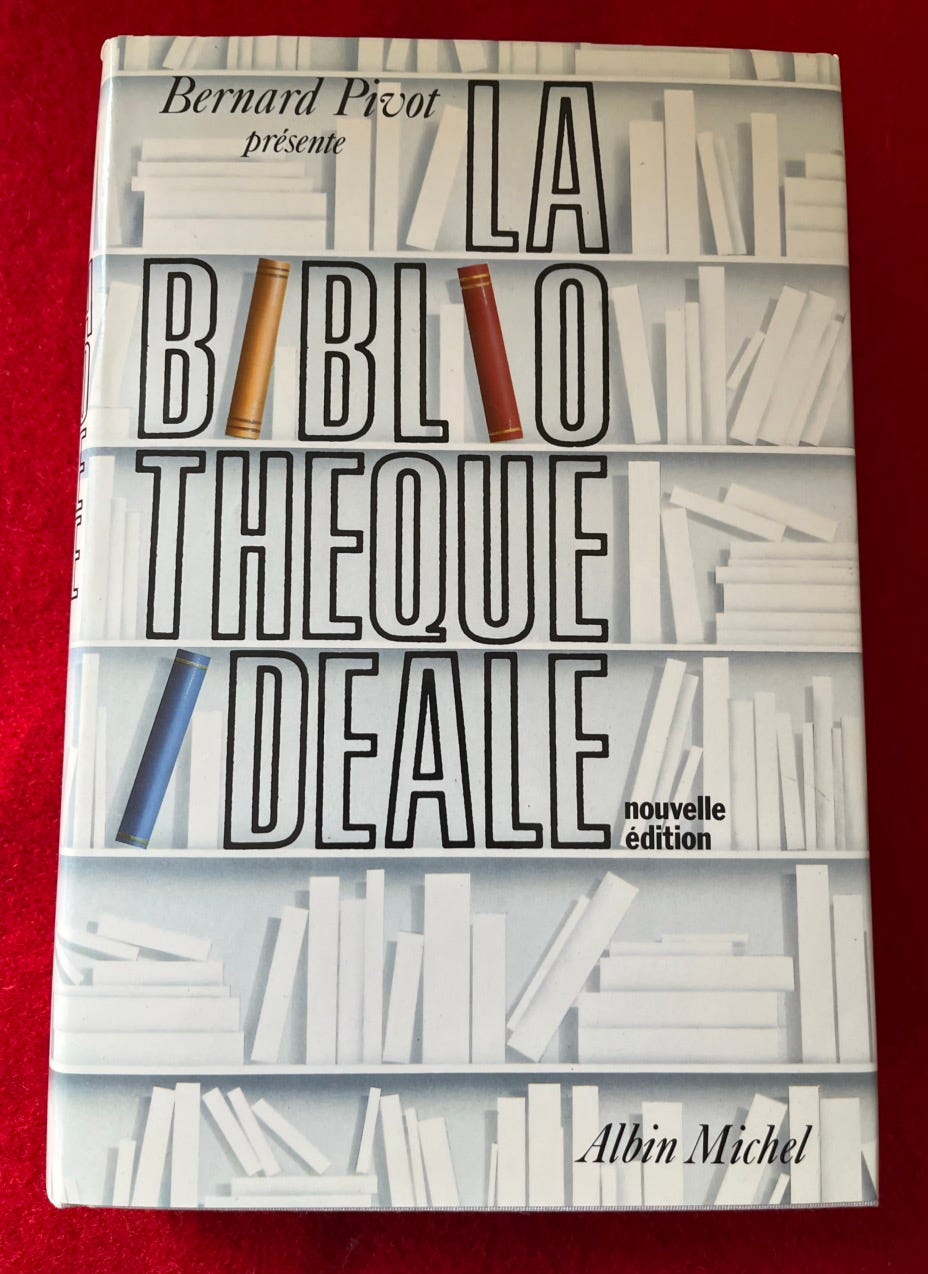 Bernard Pivot
présente
LA
BIBLIO
THEQUE
IDEALE
nouvelle
édition
Albin Michel